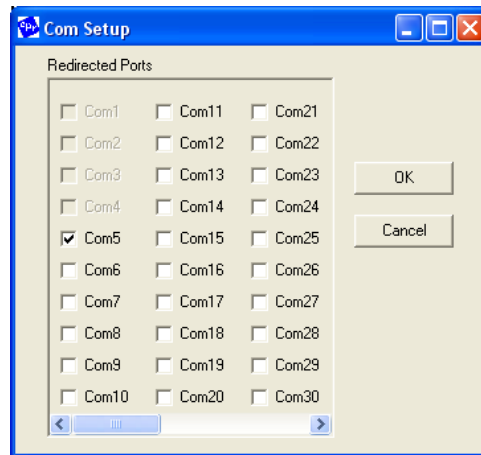 Com Setup
Redirected Ports
Com1 Com11 Com21
Com2 Com12 Com22
Com3 Com13 Com23 OK
Com4 Com14 Com24
Com5 Com15 Com25 Cancel
Com6 Com16 Com26
Com7 Com17 Com27
Com8 Com18 Com28
Com9 Com19 Com29
Com10 Com20 Com30